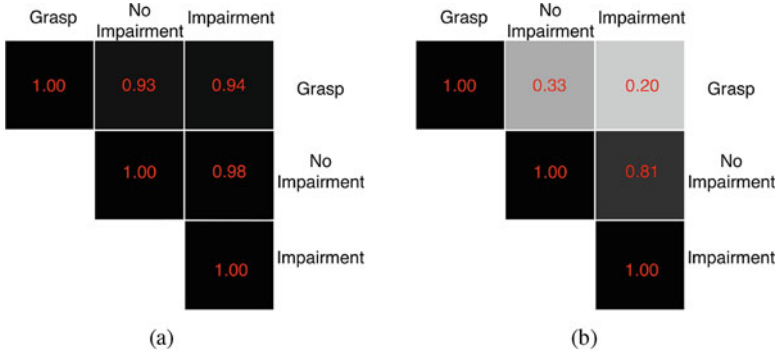 Grasp
No
Impairment
Impairment
1.00
0.93
0.94
Grasp
1.00
0.98
No
Impairment
1.00
Impairment
(a)
Grasp
No
Impairment
Impairment
1.00
0.33
0.20
Grasp
1.00
0.81
No
Impairment
1.00
Impairment
(b)